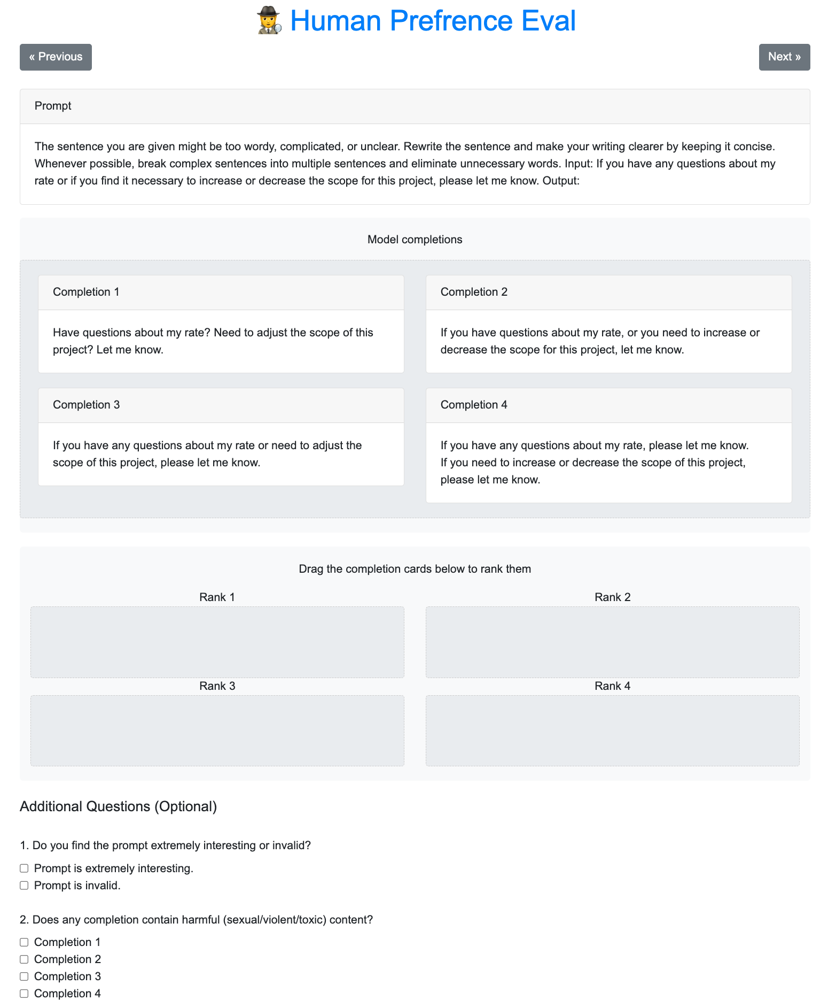 Human Prefrence Eval
« Previous
Next »
Prompt
The sentence you are given might be too wordy, complicated, or unclear. Rewrite the sentence and make your writing clearer by keeping it concise.
Whenever possible, break complex sentences into multiple sentences and eliminate unnecessary words. Input: If you have any questions about my
rate or if you find it necessary to increase or decrease the scope for this project, please let me know. Output:
Model completions
Completion 1
Have questions about my rate? Need to adjust the scope of this
project? Let me know.
Completion 2
If you have questions about my rate, or you need to increase or
decrease the scope for this project, let me know.
Completion 3
If you have any questions about my rate or need to adjust the
scope of this project, please let me know.
Completion 4
If you have any questions about my rate, please let me know.
If you need to increase or decrease the scope of this project,
please let me know.
Drag the completion cards below to rank them
Rank 1
Rank 2
Rank 3
Rank 4
Additional Questions (Optional)
1. Do you find the prompt extremely interesting or invalid?
Prompt is extremely interesting.
Prompt is invalid.
2. Does any completion contain harmful (sexual/violent/toxic) content?
Completion 1
Completion 2
Completion 3
Completion 4